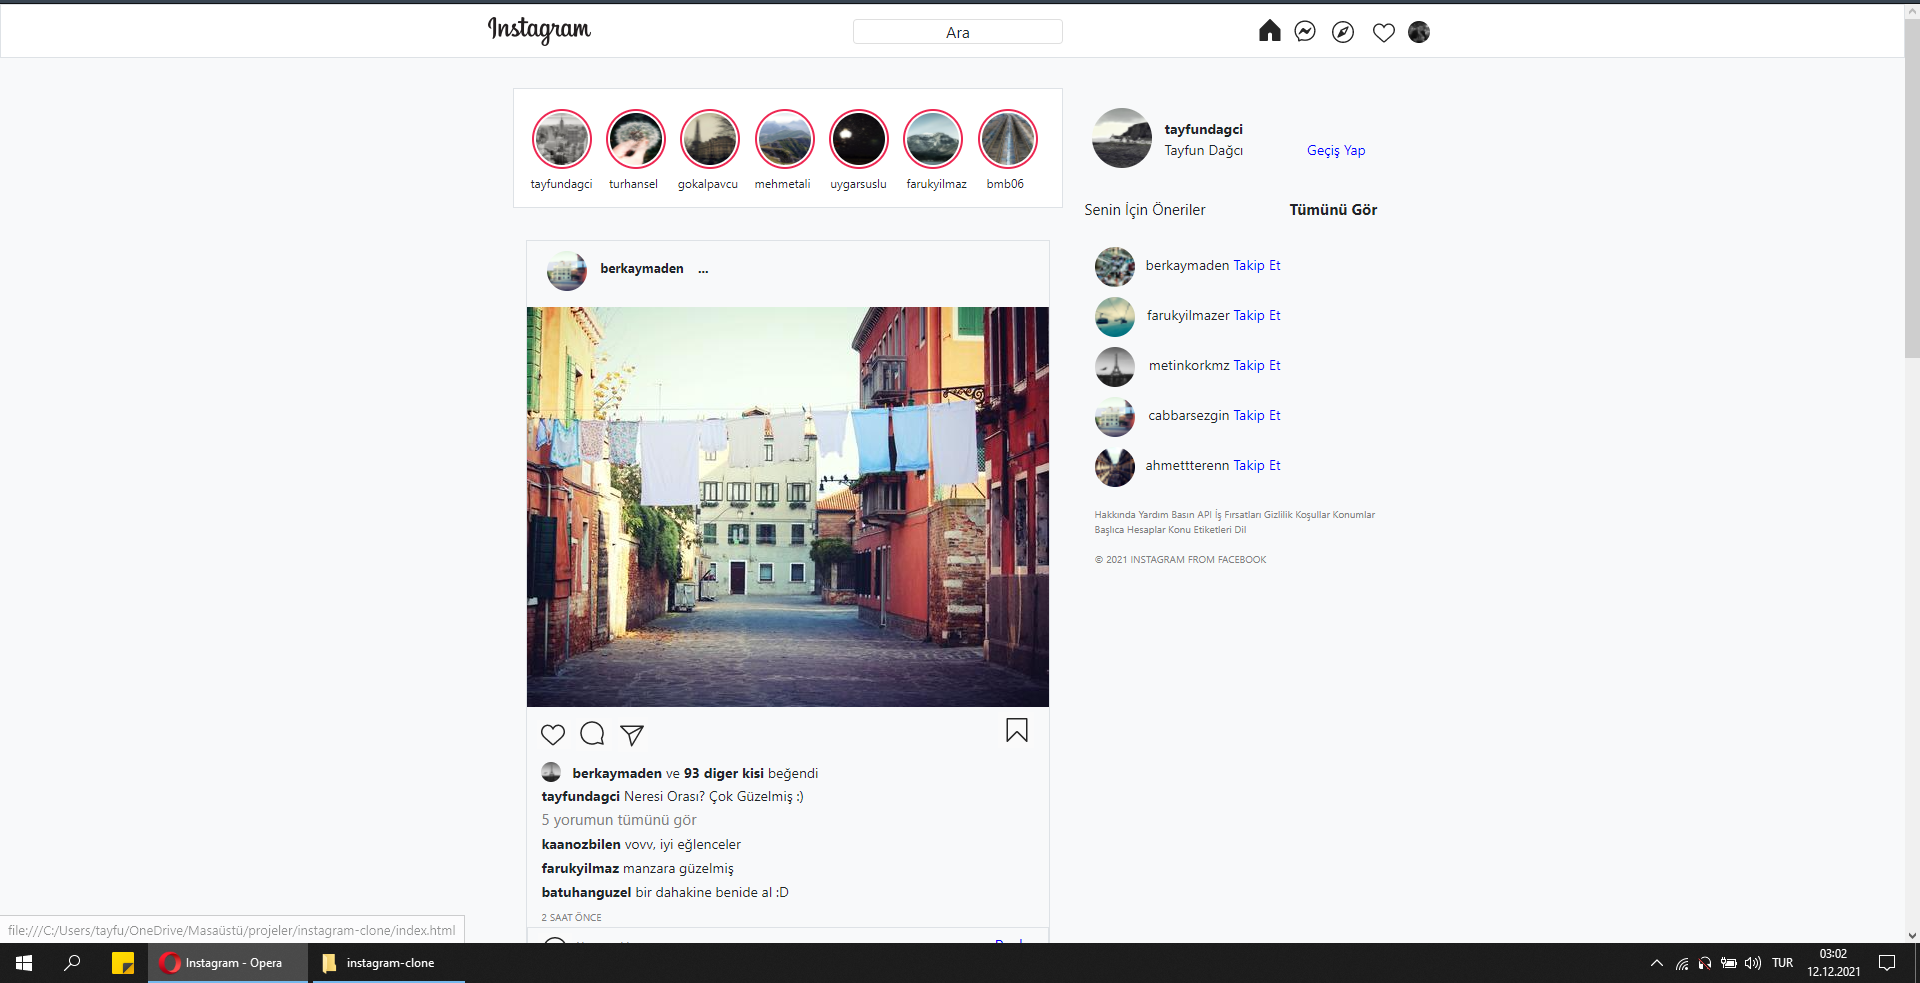 Instagram
Ara
tayfundagci turhansel gokalpavcu mehmetali uygarsuslu farukyilmaz bmb06
tayfundagci
Tayfun Dağcı Geçiş Yap
Senin İçin Öneriler Tümünü Gör
berkaymaden Takip Et
farukyilmazer Takip Et
metinkorkmz Takip Et
cabbarsezgin Takip Et
ahmettterenn Takip Et
Hakkında Yardım Basın API İş Fırsatları Gizlilik Koşullar Konumlar
Başlıca Hesaplar Konu Etiketleri Dil
© 2021 INSTAGRAM FROM FACEBOOK
berkaymaden ...
berkaymaden ve 93 diger kisi beğendi
tayfundagci Neresi Orası? Çok Güzelmiş :)
5 yorumun tümünü gör
kaanozbilen vovv, iyi eğlenceler
farukyilmaz manzara güzelmiş
batuhanguzel bir dahakine benide al :D
2 SAAT ÖNCE
file:///C:/Users/tayfu/OneDrive/Masaüstü/projeler/instagram-clone/index.html
Instagram - Opera
instagram-clone
TUR
03:02
12.12.2021